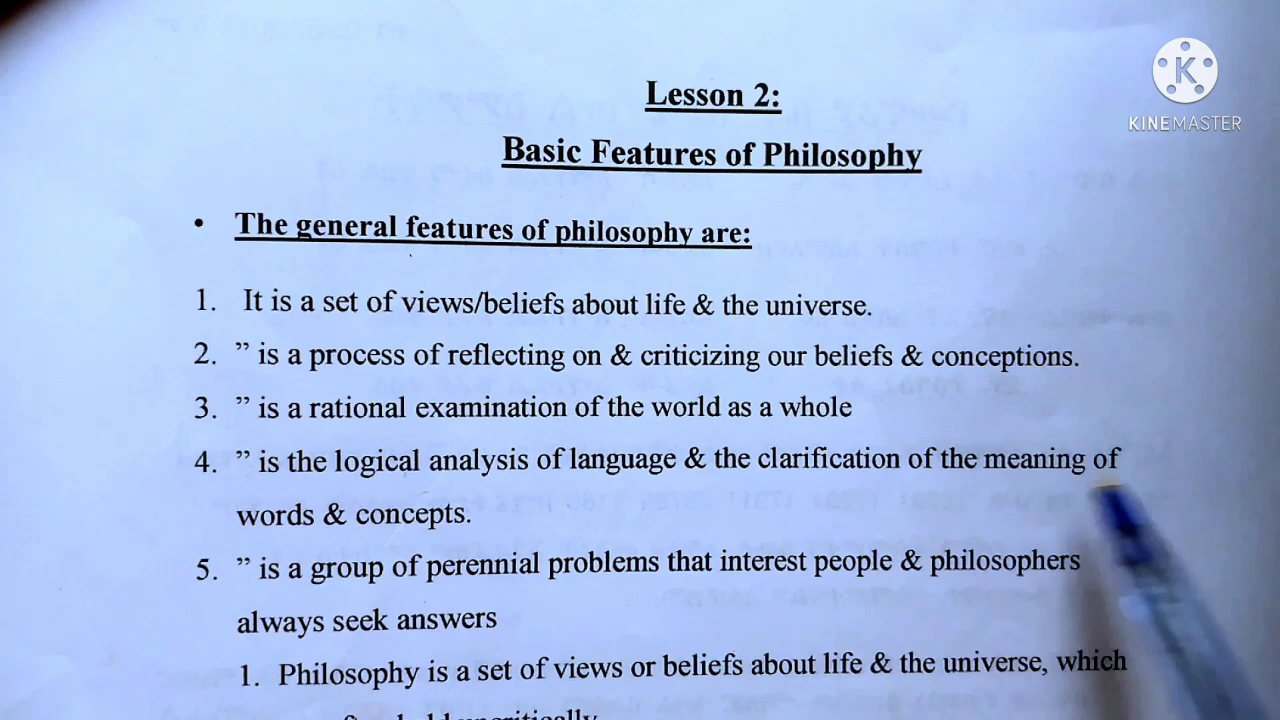 KINEMASTER
Lesson 2:
Basic Features of Philosophy
• The general features of philosophy are:
1. It is a set of views/beliefs about life & the universe.
2. ” is a process of reflecting on & criticizing our beliefs & conceptions.
3. ” is a rational examination of the world as a whole
4. ” is the logical analysis of language & the clarification of the meaning of
words & concepts.
5. ” is a group of perennial problems that interest people & philosophers
always seek answers
1. Philosophy is a set of views or beliefs about life & the universe, which
uncritically